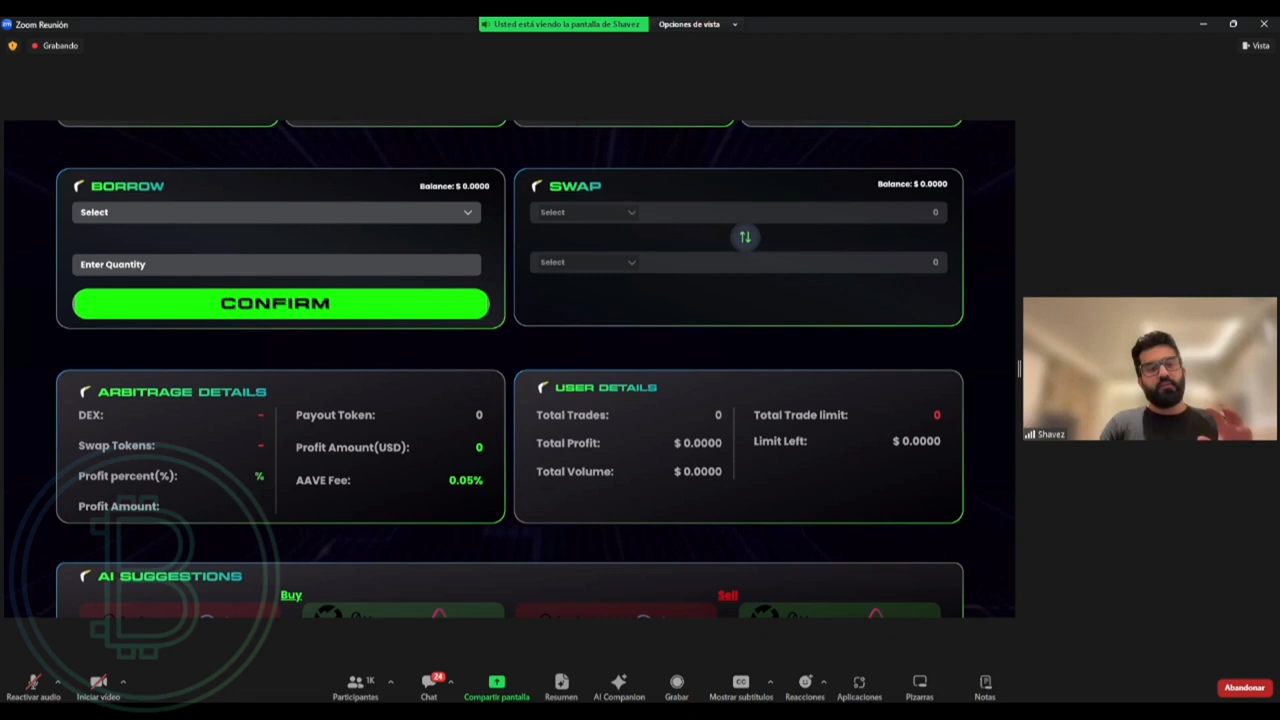 Zoom Reunión
Usted está viendo la pantalla de Shavez
Opciones de vista
Grabando
Vista
BORROW
Balance: $ 0.0000
Select
Enter Quantity
CONFIRM
SWAP
Balance: $ 0.0000
Select 0
Select 0
ARBITRAGE DETAILS
DEX: -
Swap Tokens: -
Profit percent(%): %
Profit Amount:
Payout Token: 0
Profit Amount(USD): 0
AAVE Fee: 0.05%
USER DETAILS
Total Trades: 0
Total Profit: $ 0.0000
Total Volume: $ 0.0000
Total Trade limit: 0
Limit Left: $ 0.0000
Shavez
AI SUGGESTIONS
Buy
Sell
Reactivar audio
Iniciar video
1K
Participantes
24
Chat
Compartir pantalla
Resumen
AI Companion
Grabar
CC
Mostrar subtítulos
Reacciones
Aplicaciones
Pizarras
Notas
Abandonar